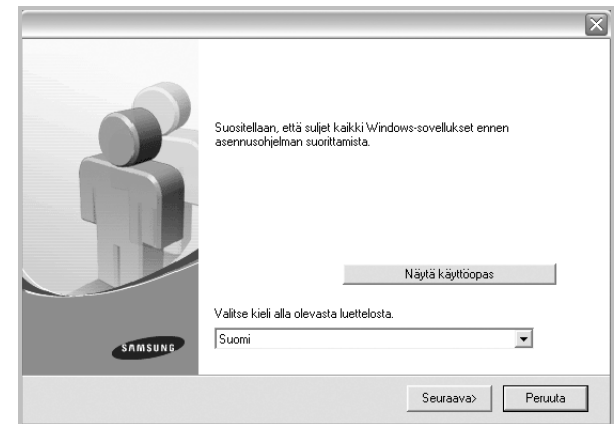 Suositellaan, että suljet kaikki Windows-sovellukset ennen
asennusohjelman suorittamista.
Näytä käyttöopas
Valitse kieli alla olevasta luettelosta.
Suomi
SAMSUNG
Seuraava>
Peruuta